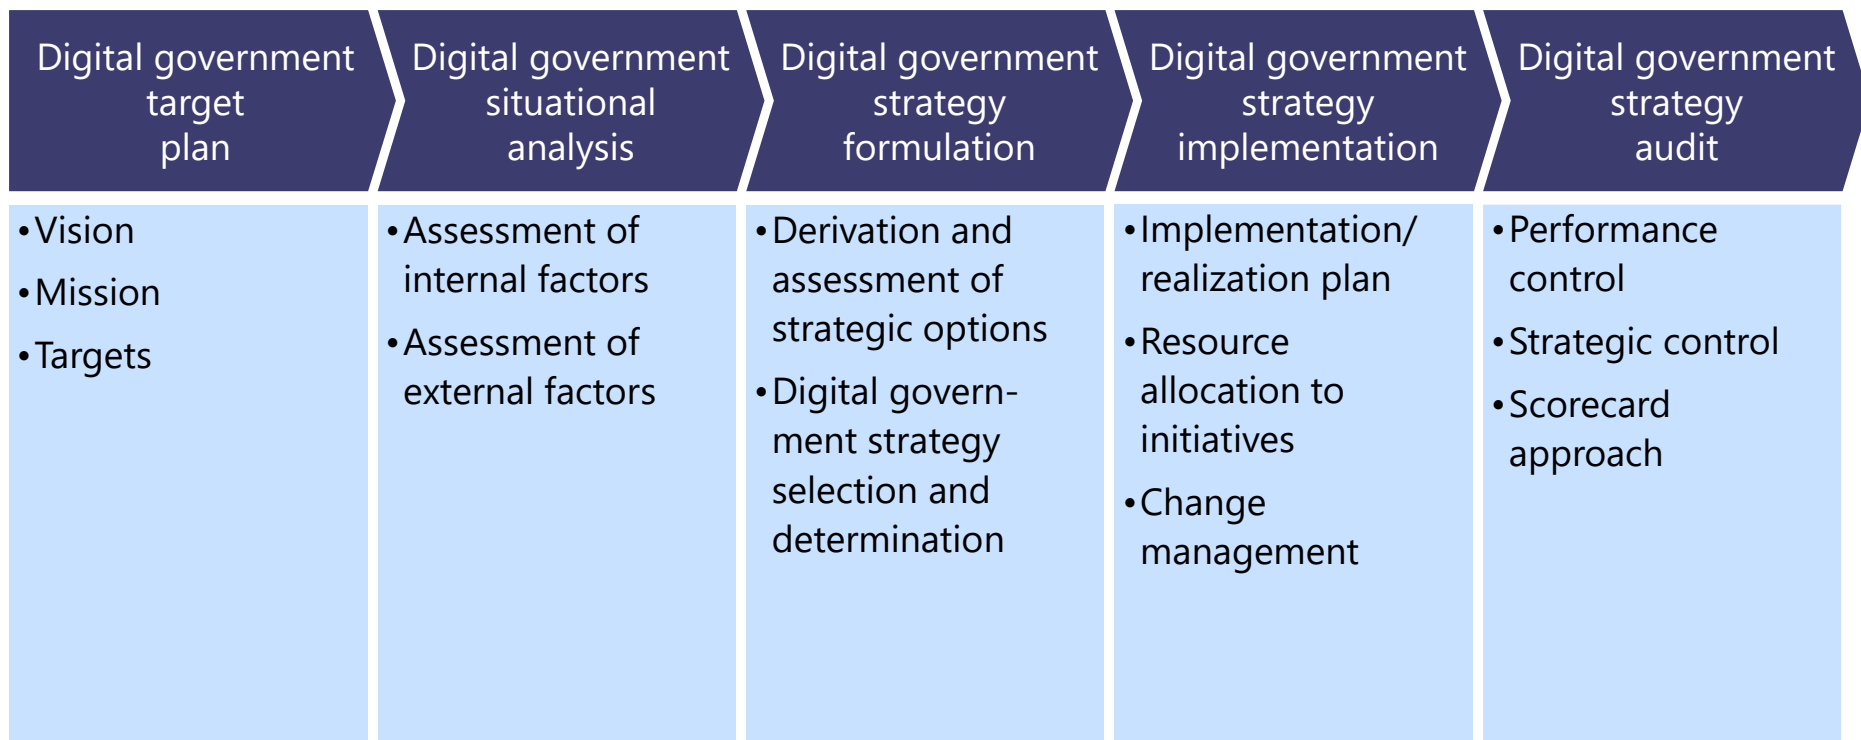 Digital government
target
plan
Digital government
situational
analysis
Digital government
strategy
formulation
Digital government
strategy
implementation
Digital government
strategy
audit
•Vision
•Mission
•Targets
•Assessment of
internal factors
•Assessment of
external factors
•Derivation and
assessment of
strategic options
•Digital govern-
ment strategy
selection and
determination
•Implementation/
realization plan
•Resource
allocation to
initiatives
•Change
management
•Performance
control
•Strategic control
•Scorecard
approach